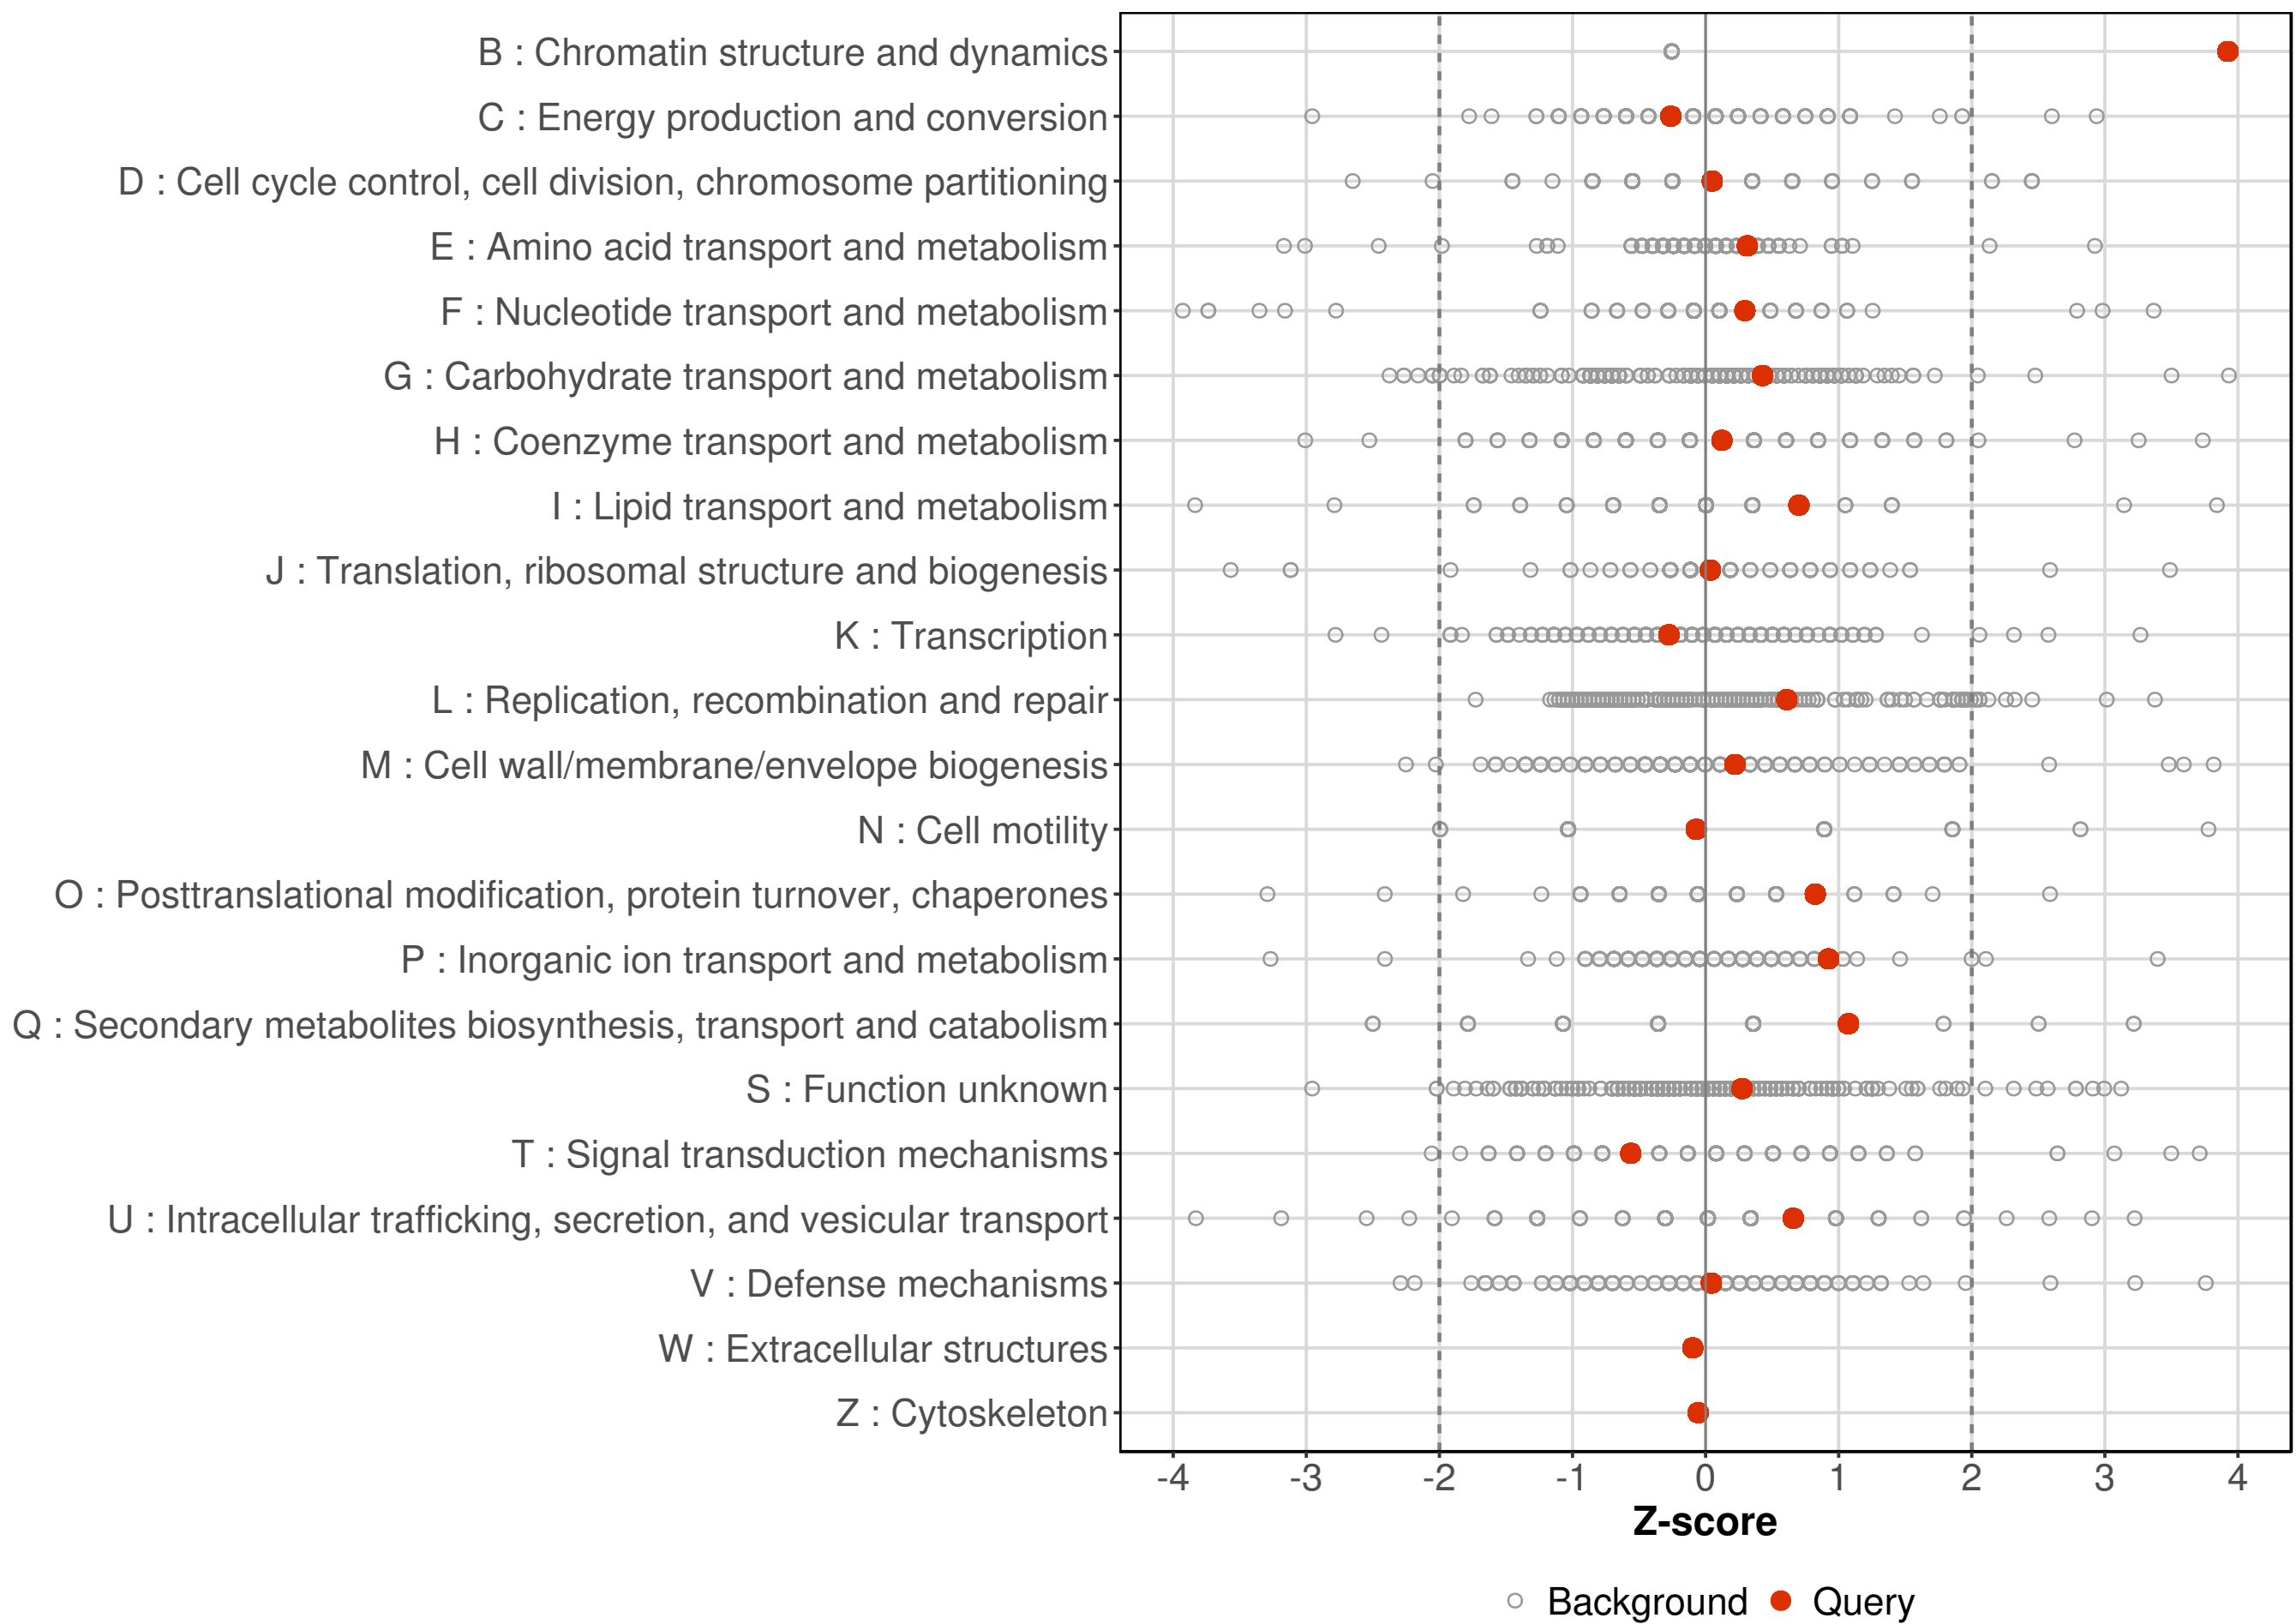 B : Chromatin structure and dynamics
C : Energy production and conversion
D : Cell cycle control, cell division, chromosome partitioning
E : Amino acid transport and metabolism
F : Nucleotide transport and metabolism
G : Carbohydrate transport and metabolism
H : Coenzyme transport and metabolism
I : Lipid transport and metabolism
J : Translation, ribosomal structure and biogenesis
K : Transcription
L : Replication, recombination and repair
M : Cell wall/membrane/envelope biogenesis
N : Cell motility
O : Posttranslational modification, protein turnover, chaperones
P : Inorganic ion transport and metabolism
Q : Secondary metabolites biosynthesis, transport and catabolism
S : Function unknown
T : Signal transduction mechanisms
U : Intracellular trafficking, secretion, and vesicular transport
V : Defense mechanisms
W : Extracellular structures
Z : Cytoskeleton
-4 -3 -2 -1 0 1 2 3 4
Z-score
Background Query